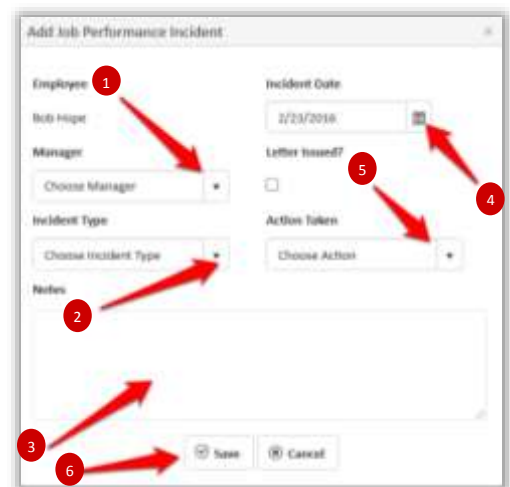 Add Job Performance Incident
Employee 1
Incident Date
Bob Hope
2/23/2016
Manager
Letter Issued?
5
4
Choose Manager
Incident Type
Action Taken
Choose Incident Type
Choose Action
Notes
2
3
6
Save
Cancel